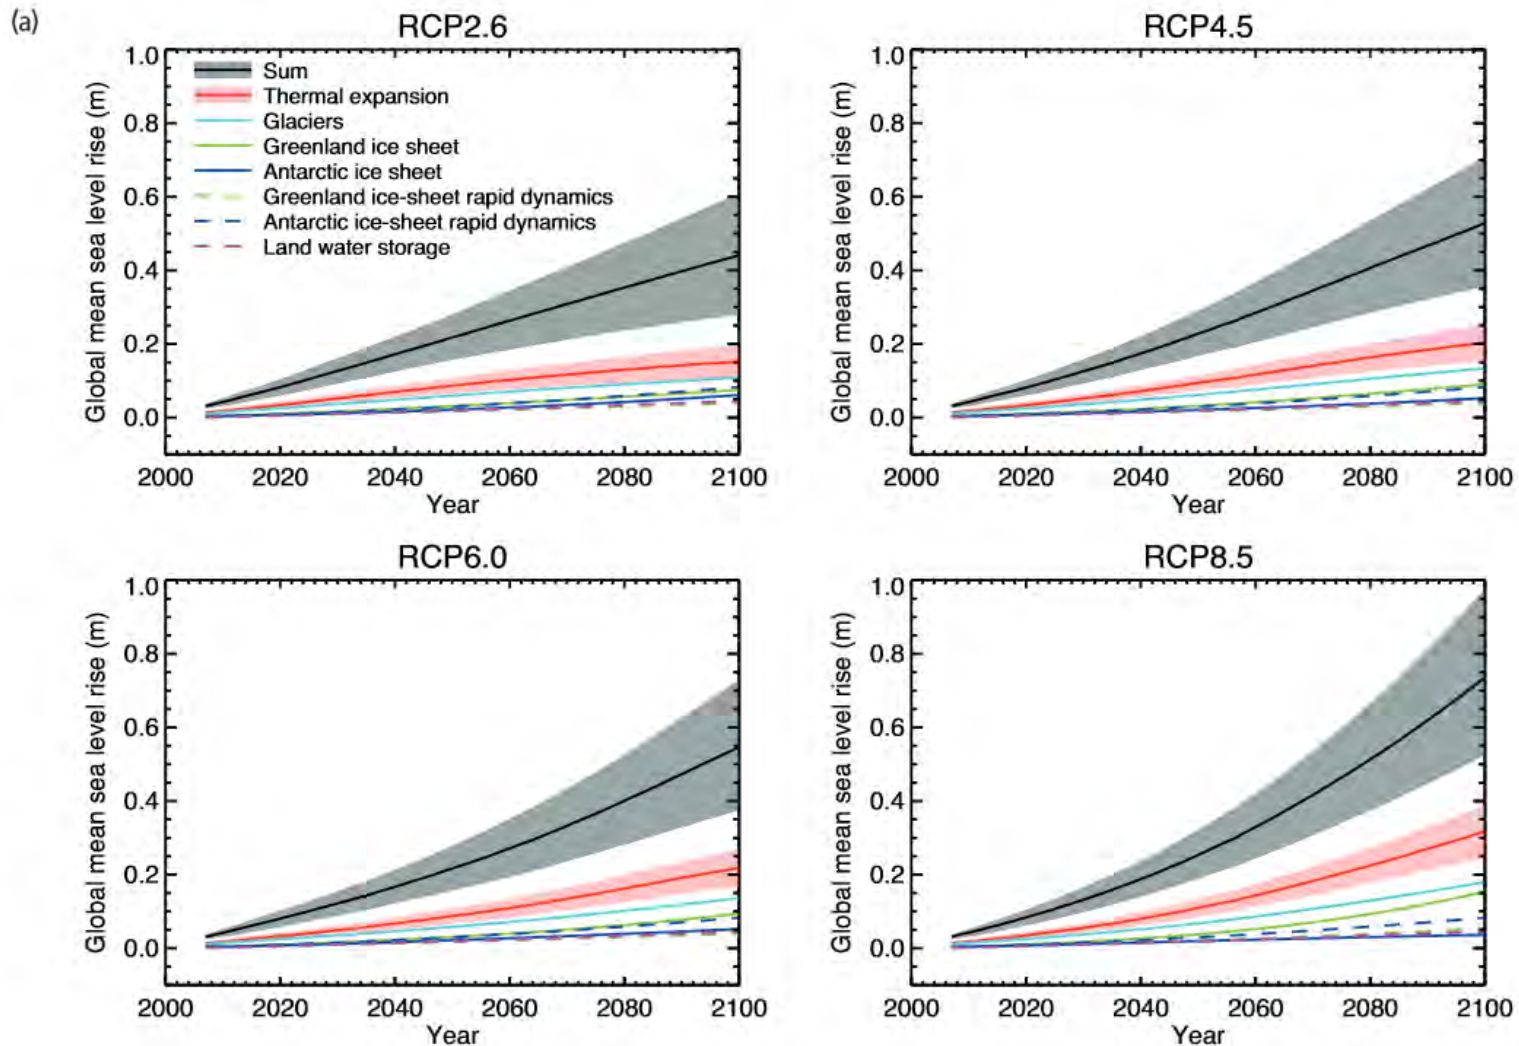 (a)
RCP2.6
Global mean sea level rise (m)
1.0
0.8
0.6
0.4
0.2
0.0
Sum
Thermal expansion
Glaciers
Greenland ice sheet
Antarctic ice sheet
Greenland ice-sheet rapid dynamics
Antarctic ice-sheet rapid dynamics
Land water storage
2000 2020 2040 2060 2080 2100
Year
RCP4.5
Global mean sea level rise (m)
1.0
0.8
0.6
0.4
0.2
0.0
2000 2020 2040 2060 2080 2100
Year
RCP6.0
Global mean sea level rise (m)
1.0
0.8
0.6
0.4
0.2
0.0
2000 2020 2040 2060 2080 2100
Year
RCP8.5
Global mean sea level rise (m)
1.0
0.8
0.6
0.4
0.2
0.0
2000 2020 2040 2060 2080 2100
Year